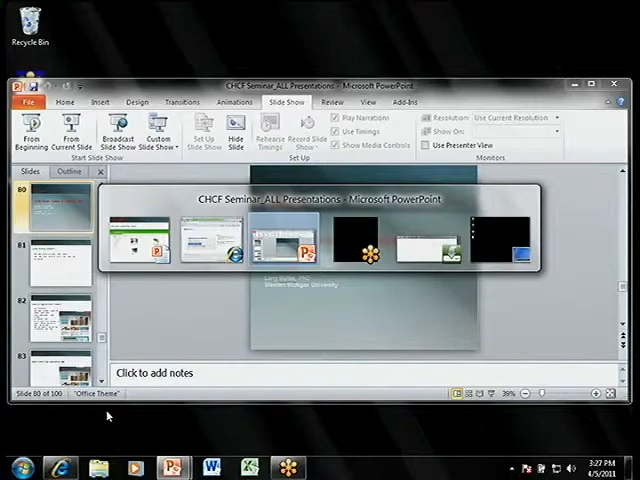 Recycle Bin
CHCF Seminar_ALL Presentations - Microsoft PowerPoint
File Home Insert Design Transitions Animations Slide Show Review View Add-Ins
From Beginning
From Current Slide
Broadcast Slide Show
Custom Slide Show
Set Up Slide Show
Hide Slide
Rehearse Timings
Record Slide Show
Play Narrations
Use Timings
Show Media Controls
Resolution: Use Current Resolution
Show On:
Use Presenter View
Start Slide Show
Set Up
Monitors
Slides Outline
80
CHCF Seminar_ALL Presentations - Microsoft PowerPoint
81
82
83
Western Michigan University
Click to add notes
Slide 80 of 100 "Office Theme" 39%
3:27 PM
4/5/2011